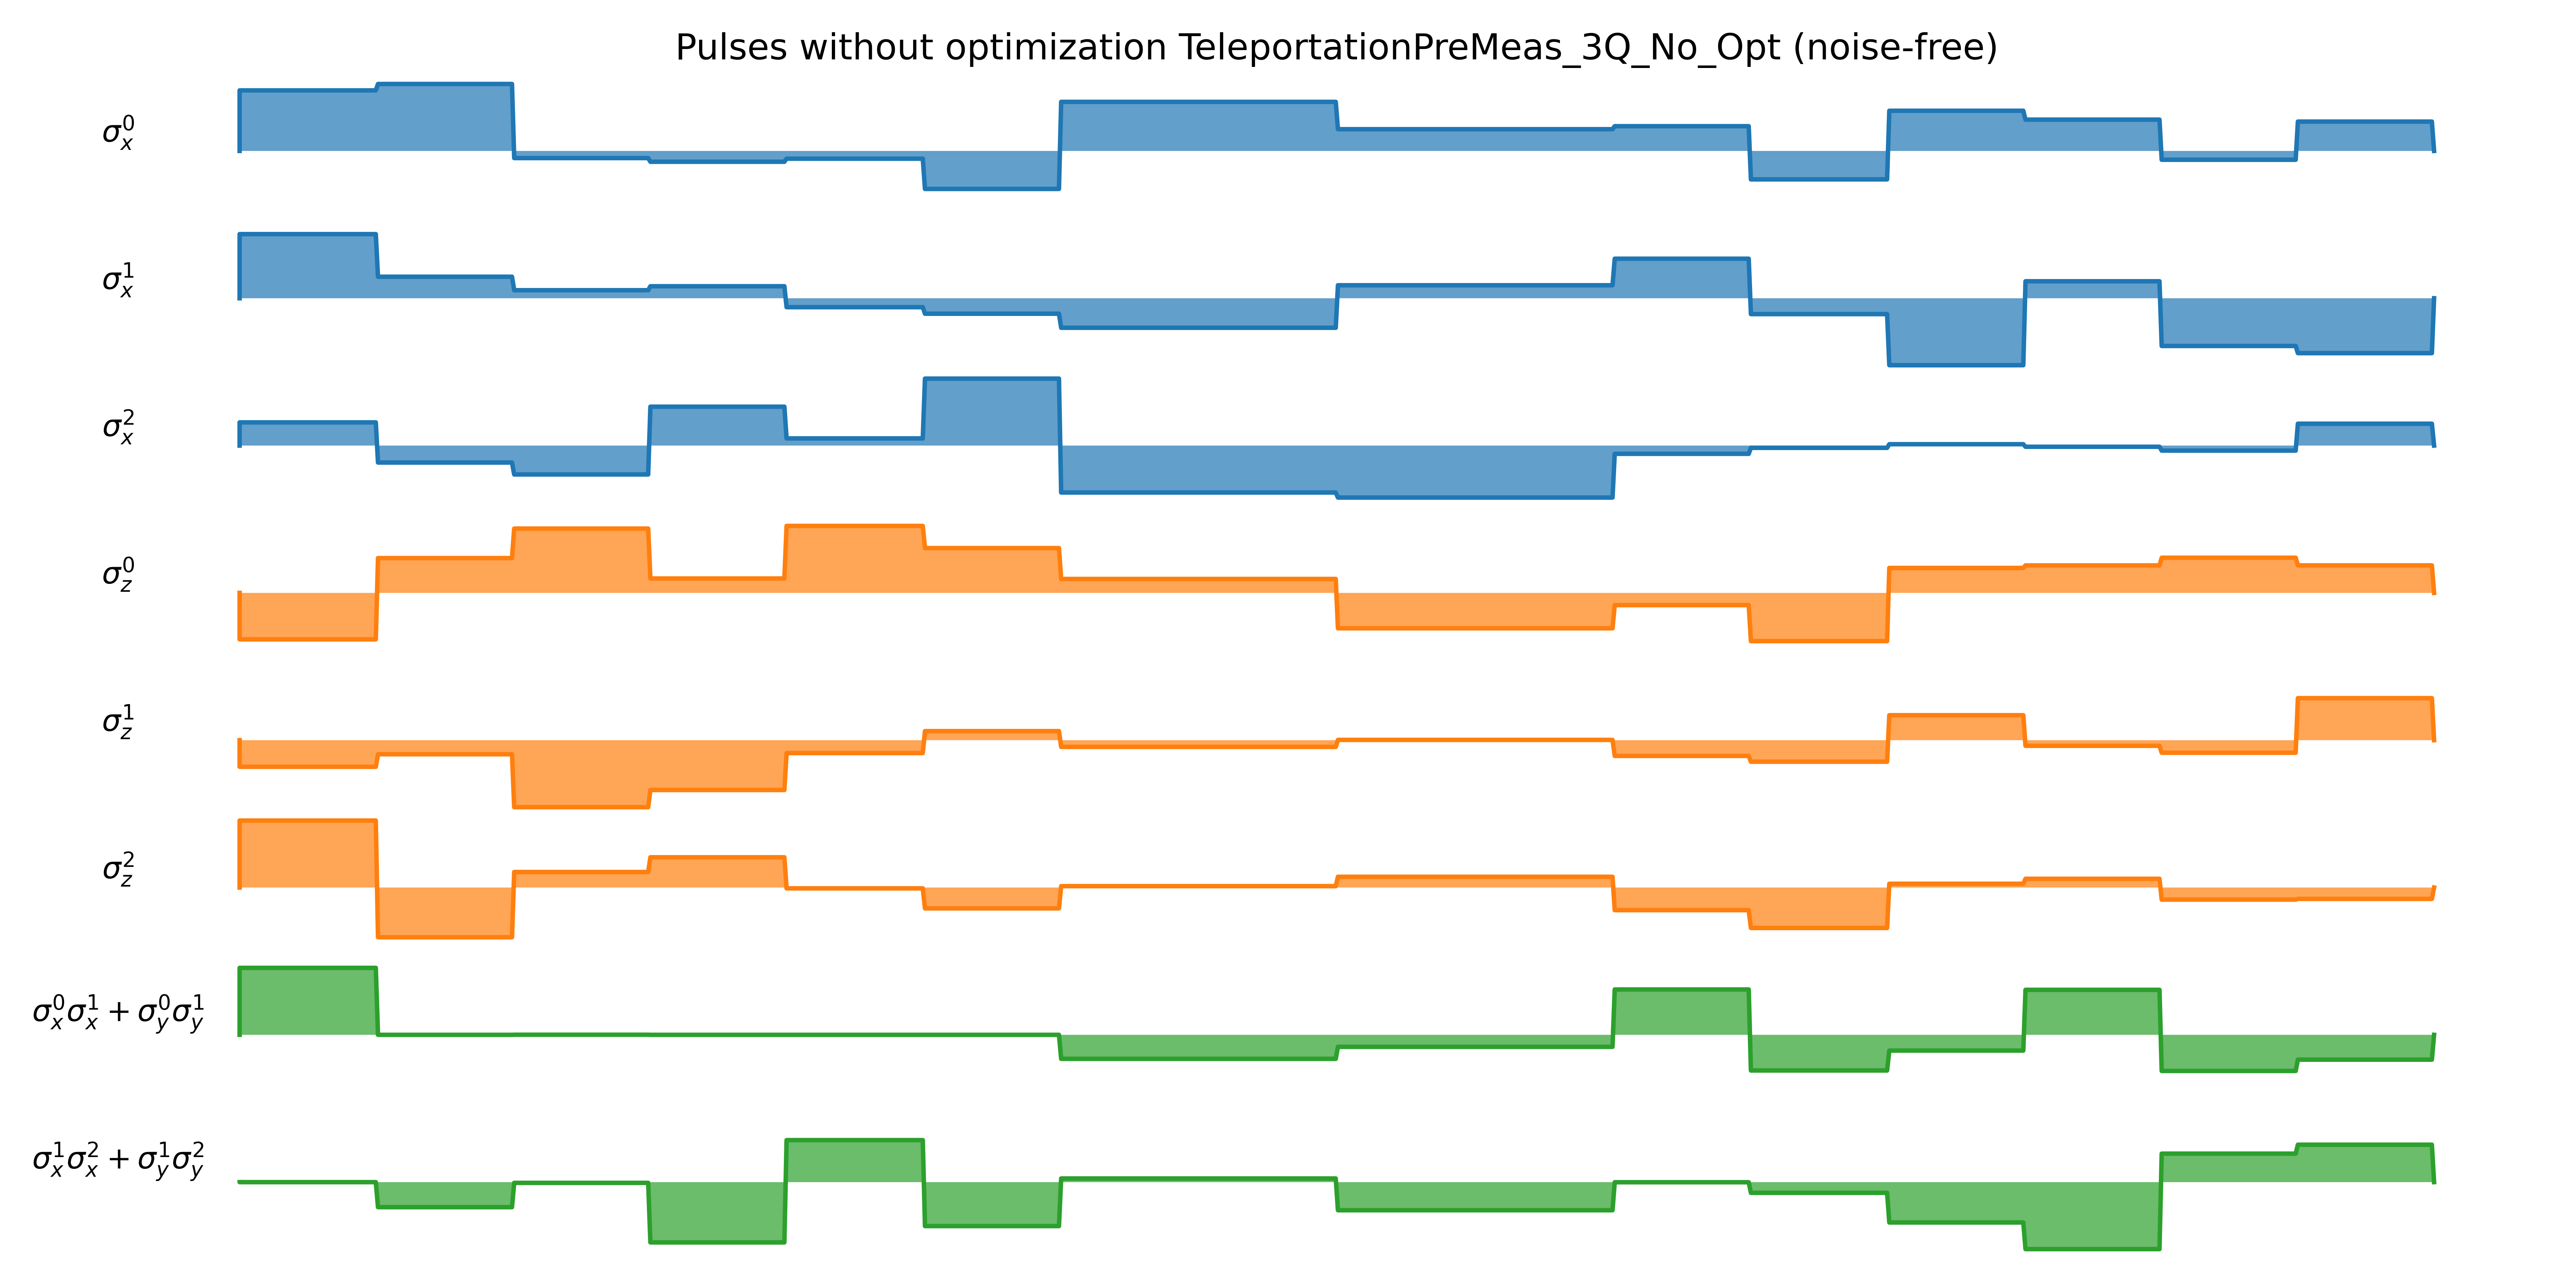 Pulses without optimization TeleportationPreMeas_3Q_No_Opt (noise-free)
σ_x^0
σ_x^1
σ_x^2
σ_z^0
σ_z^1
σ_z^2
σ_x^0σ_x^1 + σ_y^0σ_y^1
σ_x^1σ_x^2 + σ_y^1σ_y^2